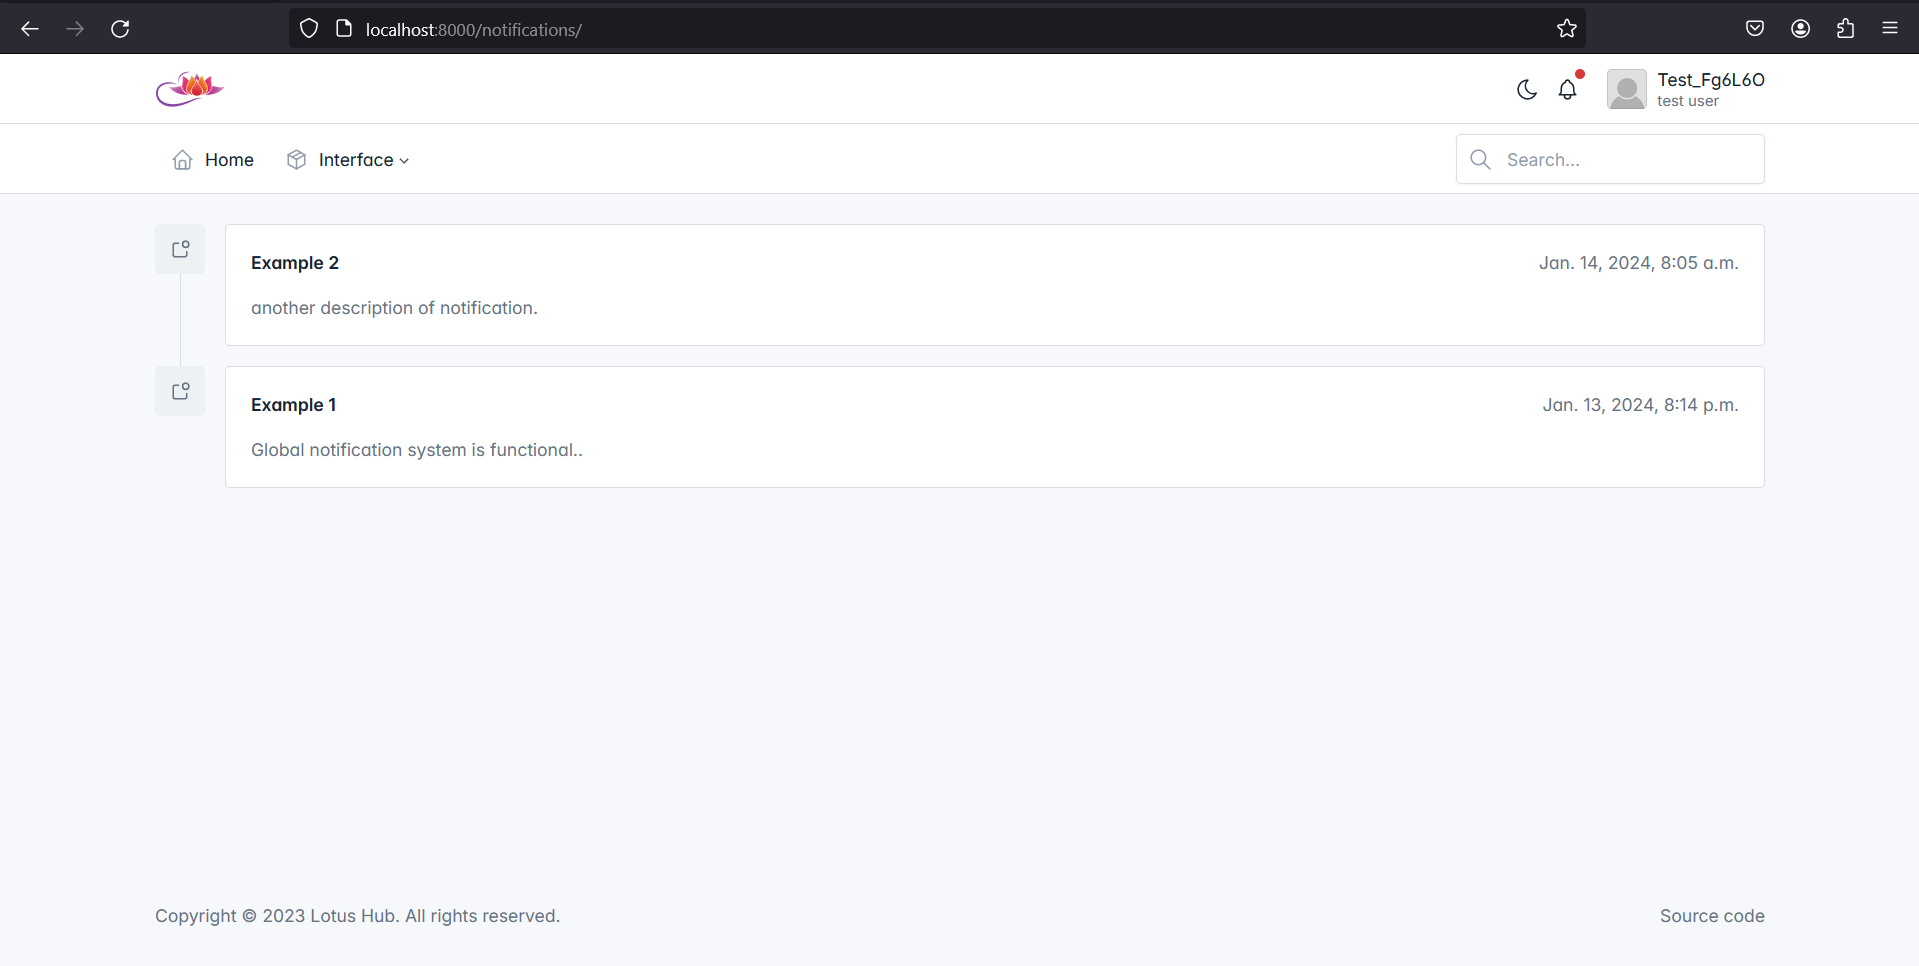 localhost:8000/notifications/
Test_Fg6L6O
test user
Home
Interface
Search...
Example 2
Jan. 14, 2024, 8:05 a.m.
another description of notification.
Example 1
Jan. 13, 2024, 8:14 p.m.
Global notification system is functional..
Copyright © 2023 Lotus Hub. All rights reserved.
Source code